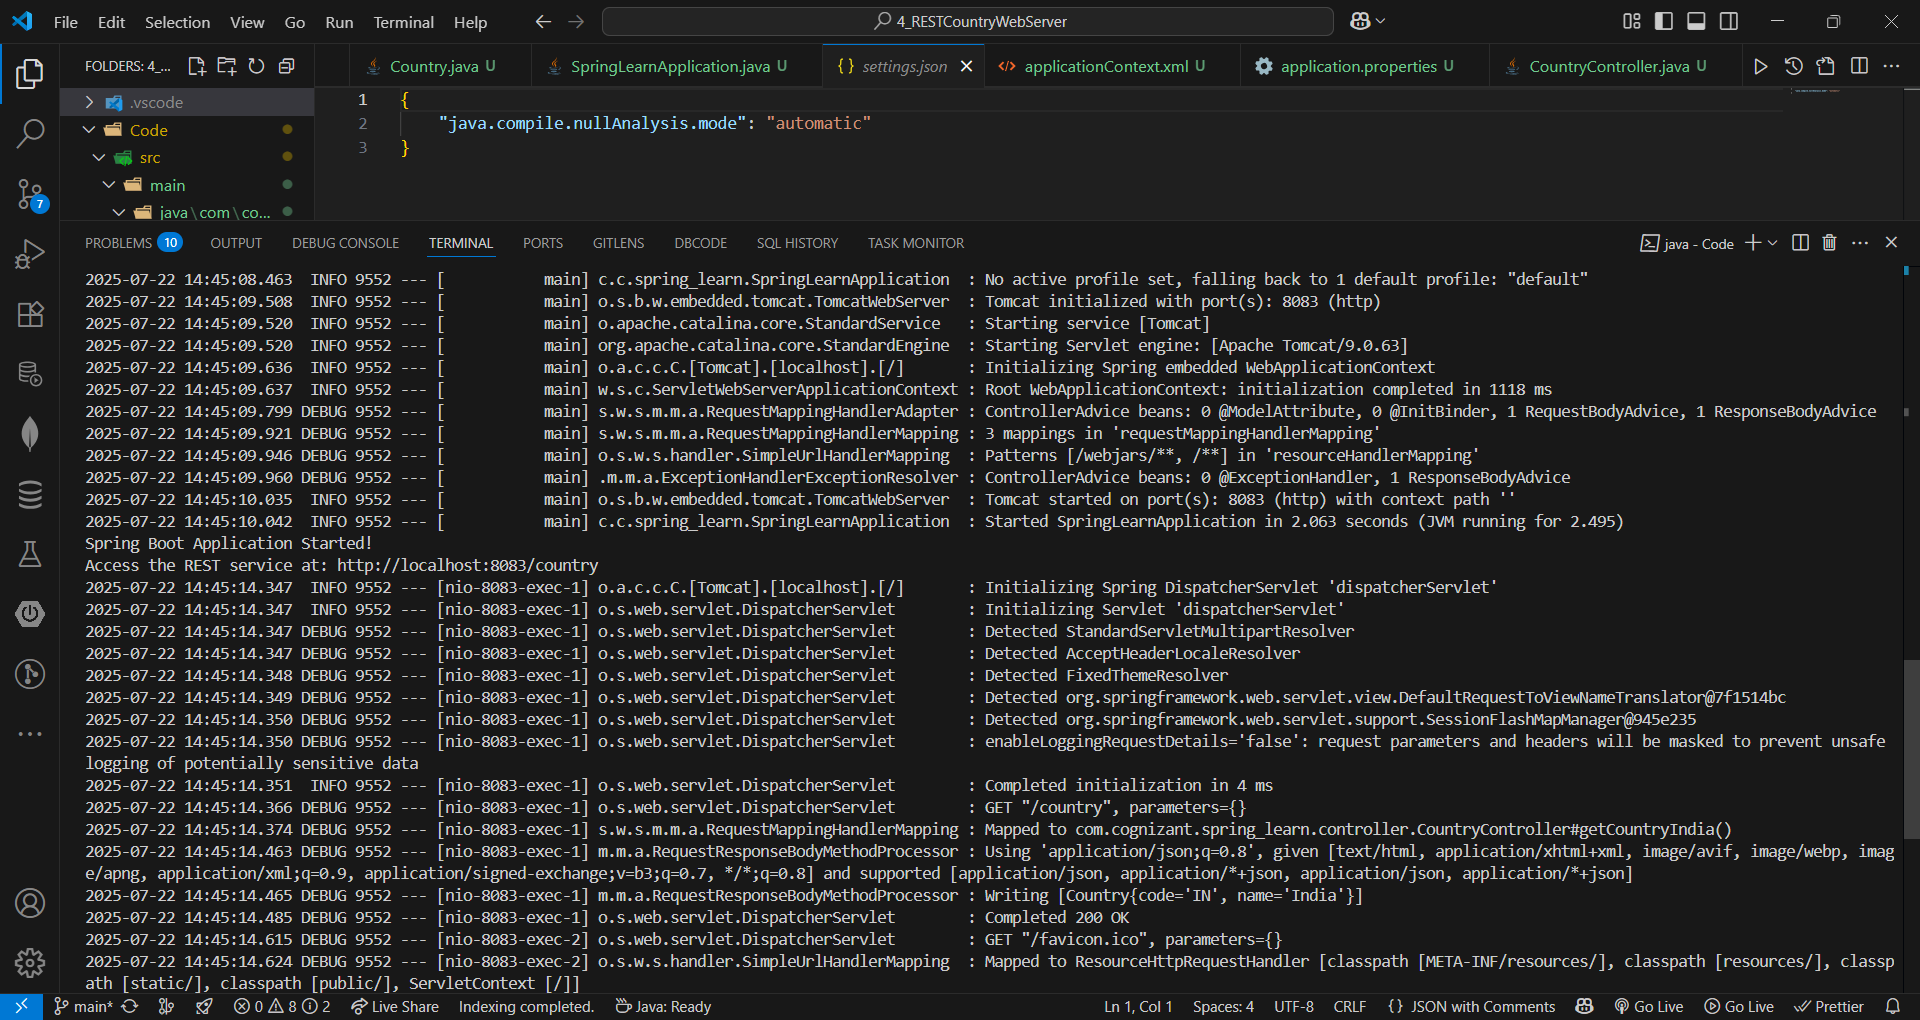 File Edit Selection View Go Run Terminal Help
4_RESTCountryWebServer
FOLDERS: 4_...
Country.java U
SpringLearnApplication.java U
{} settings.json
applicationContext.xml U
application.properties U
CountryController.java U
.vscode
Code
src
main
java\com\co...
7
1 {
2 "java.compile.nullAnalysis.mode": "automatic"
3 }
PROBLEMS 10 OUTPUT DEBUG CONSOLE TERMINAL PORTS GITLENS DBCODE SQL HISTORY TASK MONITOR
java - Code
2025-07-22 14:45:08.463  INFO 9552 --- [           main] c.c.spring_learn.SpringLearnApplication  : No active profile set, falling back to 1 default profile: "default"
2025-07-22 14:45:09.508  INFO 9552 --- [           main] o.s.b.w.embedded.tomcat.TomcatWebServer  : Tomcat initialized with port(s): 8083 (http)
2025-07-22 14:45:09.520  INFO 9552 --- [           main] o.apache.catalina.core.StandardService   : Starting service [Tomcat]
2025-07-22 14:45:09.520  INFO 9552 --- [           main] org.apache.catalina.core.StandardEngine  : Starting Servlet engine: [Apache Tomcat/9.0.63]
2025-07-22 14:45:09.636  INFO 9552 --- [           main] o.a.c.c.C.[Tomcat].[localhost].[/]       : Initializing Spring embedded WebApplicationContext
2025-07-22 14:45:09.637  INFO 9552 --- [           main] w.s.c.ServletWebServerApplicationContext : Root WebApplicationContext: initialization completed in 1118 ms
2025-07-22 14:45:09.799 DEBUG 9552 --- [           main] s.w.s.m.m.a.RequestMappingHandlerAdapter : ControllerAdvice beans: 0 @ModelAttribute, 0 @InitBinder, 1 RequestBodyAdvice, 1 ResponseBodyAdvice
2025-07-22 14:45:09.921 DEBUG 9552 --- [           main] s.w.s.m.m.a.RequestMappingHandlerMapping : 3 mappings in 'requestMappingHandlerMapping'
2025-07-22 14:45:09.946 DEBUG 9552 --- [           main] o.s.w.s.handler.SimpleUrlHandlerMapping  : Patterns [/webjars/**, /**] in 'resourceHandlerMapping'
2025-07-22 14:45:09.960 DEBUG 9552 --- [           main] .m.m.a.ExceptionHandlerExceptionResolver : ControllerAdvice beans: 0 @ExceptionHandler, 1 ResponseBodyAdvice
2025-07-22 14:45:10.035  INFO 9552 --- [           main] o.s.b.w.embedded.tomcat.TomcatWebServer  : Tomcat started on port(s): 8083 (http) with context path ''
2025-07-22 14:45:10.042  INFO 9552 --- [           main] c.c.spring_learn.SpringLearnApplication  : Started SpringLearnApplication in 2.063 seconds (JVM running for 2.495)
Spring Boot Application Started!
Access the REST service at: http://localhost:8083/country
2025-07-22 14:45:14.347  INFO 9552 --- [nio-8083-exec-1] o.a.c.c.C.[Tomcat].[localhost].[/]       : Initializing Spring DispatcherServlet 'dispatcherServlet'
2025-07-22 14:45:14.347  INFO 9552 --- [nio-8083-exec-1] o.s.web.servlet.DispatcherServlet        : Initializing Servlet 'dispatcherServlet'
2025-07-22 14:45:14.347 DEBUG 9552 --- [nio-8083-exec-1] o.s.web.servlet.DispatcherServlet        : Detected StandardServletMultipartResolver
2025-07-22 14:45:14.347 DEBUG 9552 --- [nio-8083-exec-1] o.s.web.servlet.DispatcherServlet        : Detected AcceptHeaderLocaleResolver
2025-07-22 14:45:14.348 DEBUG 9552 --- [nio-8083-exec-1] o.s.web.servlet.DispatcherServlet        : Detected FixedThemeResolver
2025-07-22 14:45:14.349 DEBUG 9552 --- [nio-8083-exec-1] o.s.web.servlet.DispatcherServlet        : Detected org.springframework.web.servlet.view.DefaultRequestToViewNameTranslator@7f1514bc
2025-07-22 14:45:14.350 DEBUG 9552 --- [nio-8083-exec-1] o.s.web.servlet.DispatcherServlet        : Detected org.springframework.web.servlet.support.SessionFlashMapManager@945e235
2025-07-22 14:45:14.350 DEBUG 9552 --- [nio-8083-exec-1] o.s.web.servlet.DispatcherServlet        : enableLoggingRequestDetails='false': request parameters and headers will be masked to prevent unsafe
logging of potentially sensitive data
2025-07-22 14:45:14.351  INFO 9552 --- [nio-8083-exec-1] o.s.web.servlet.DispatcherServlet        : Completed initialization in 4 ms
2025-07-22 14:45:14.366 DEBUG 9552 --- [nio-8083-exec-1] o.s.web.servlet.DispatcherServlet        : GET "/country", parameters={}
2025-07-22 14:45:14.374 DEBUG 9552 --- [nio-8083-exec-1] s.w.s.m.m.a.RequestMappingHandlerMapping : Mapped to com.cognizant.spring_learn.controller.CountryController#getCountryIndia()
2025-07-22 14:45:14.463 DEBUG 9552 --- [nio-8083-exec-1] m.m.a.RequestResponseBodyMethodProcessor : Using 'application/json;q=0.8', given [text/html, application/xhtml+xml, image/avif, image/webp, imag
e/apng, application/xml;q=0.9, application/signed-exchange;v=b3;q=0.7, */*;q=0.8] and supported [application/json, application/*+json, application/json, application/*+json]
2025-07-22 14:45:14.465 DEBUG 9552 --- [nio-8083-exec-1] m.m.a.RequestResponseBodyMethodProcessor : Writing [Country{code='IN', name='India'}]
2025-07-22 14:45:14.485 DEBUG 9552 --- [nio-8083-exec-1] o.s.web.servlet.DispatcherServlet        : Completed 200 OK
2025-07-22 14:45:14.615 DEBUG 9552 --- [nio-8083-exec-2] o.s.web.servlet.DispatcherServlet        : GET "/favicon.ico", parameters={}
2025-07-22 14:45:14.624 DEBUG 9552 --- [nio-8083-exec-2] o.s.w.s.handler.SimpleUrlHandlerMapping  : Mapped to ResourceHttpRequestHandler [classpath [META-INF/resources/], classpath [resources/], classp
ath [static/], classpath [public/], ServletContext [/]]
main* 0 8 2 Live Share Indexing completed. Java: Ready Ln 1, Col 1 Spaces: 4 UTF-8 CRLF {} JSON with Comments Go Live Go Live Prettier